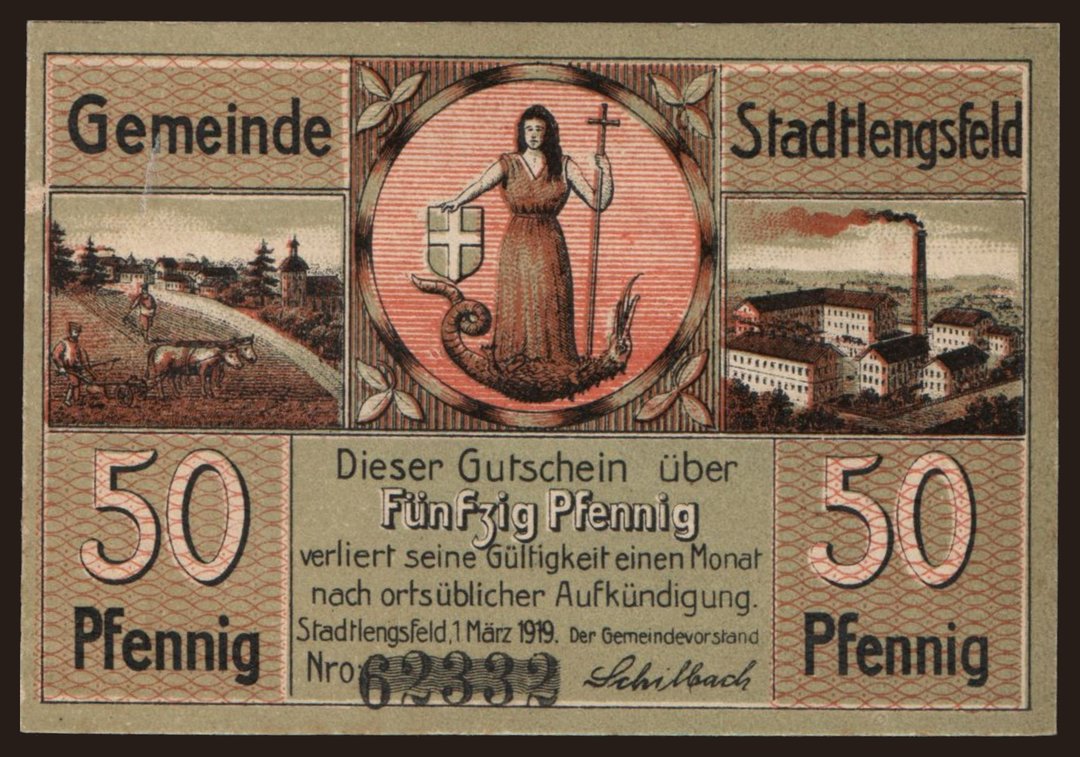 Gemeinde
Stadtlengsfeld
50
Pfennig
Dieser Gutschein über
Fünfzig Pfennig
verliert seine Gültigkeit einen Monat
nach ortsüblicher Aufkündigung.
Stadtlengsfeld, 1 März 1919. Der Gemeindevorstand
Nro: 62332 Schilbach
50
Pfennig